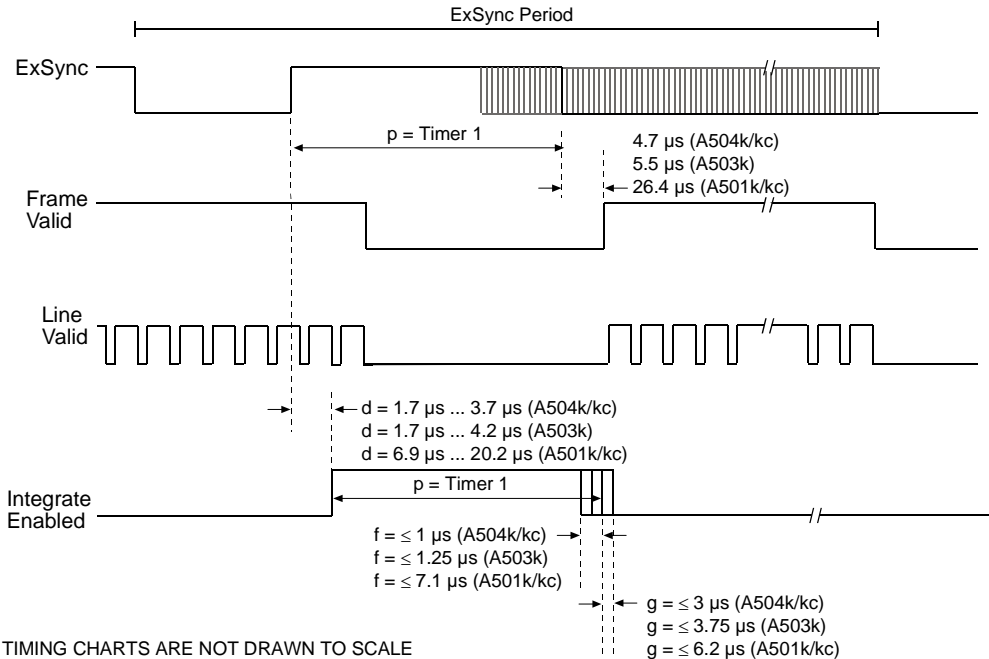 ExSync Period
ExSync
p = Timer 1
4.7 µs (A504k/kc)
5.5 µs (A503k)
26.4 µs (A501k/kc)
Frame
Valid
Line
Valid
d = 1.7 µs ... 3.7 µs (A504k/kc)
d = 1.7 µs ... 4.2 µs (A503k)
d = 6.9 µs ... 20.2 µs (A501k/kc)
p = Timer 1
Integrate
Enabled
f = ≤ 1 µs (A504k/kc)
f = ≤ 1.25 µs (A503k)
f = ≤ 7.1 µs (A501k/kc)
g = ≤ 3 µs (A504k/kc)
g = ≤ 3.75 µs (A503k)
g = ≤ 6.2 µs (A501k/kc)
TIMING CHARTS ARE NOT DRAWN TO SCALE